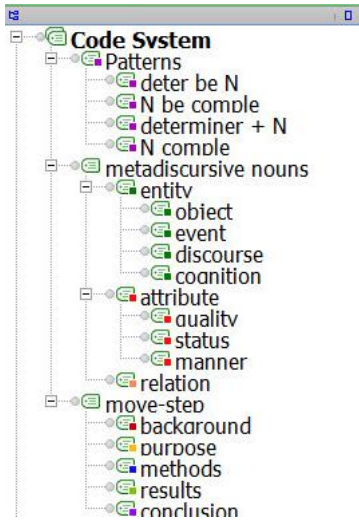 Code System
Patterns
deter be N
N be comple
determiner + N
N comple
metadiscursive nouns
entity
object
event
discourse
cognition
attribute
quality
status
manner
relation
move-step
background
purpose
methods
results
conclusion